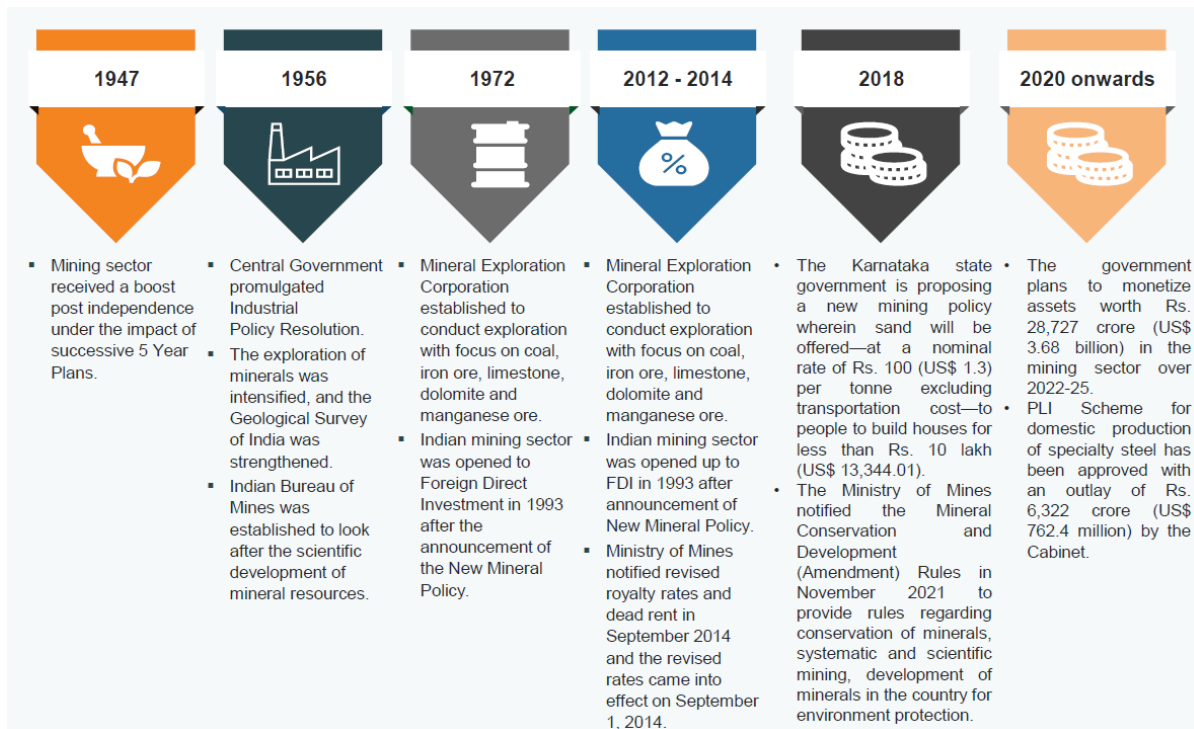 1947
1956
1972
2012 - 2014
2018
2020 onwards
%
▪ Mining sector
received a boost
post independence
under the impact of
successive 5 Year
Plans.
▪ Central Government
promulgated
Industrial
Policy Resolution.
▪ The exploration of
minerals was
intensified, and the
Geological Survey
of India was
strengthened.
▪ Indian Bureau of
Mines was
established to look
after the scientific
development of
mineral resources.
▪ Mineral Exploration
Corporation
established to
conduct exploration
with focus on coal,
iron ore, limestone,
dolomite and
manganese ore.
▪ Indian mining sector
was opened to
Foreign Direct
Investment in 1993
after the
announcement of
the New Mineral
Policy.
▪ Mineral Exploration
Corporation
established to
conduct exploration
with focus on coal,
iron ore, limestone,
dolomite and
manganese ore.
▪ Indian mining sector
was opened up to
FDI in 1993 after
announcement of
New Mineral Policy.
▪ Ministry of Mines
notified revised
royalty rates and
dead rent in
September 2014
and the revised
rates came into
effect on September
1, 2014.
• The Karnataka state
government is proposing
a new mining policy
wherein sand will be
offered—at a nominal
rate of Rs. 100 (US$ 1.3)
per tonne excluding
transportation cost—to
people to build houses for
less than Rs. 10 lakh
(US$ 13,344.01).
• The Ministry of Mines
notified the Mineral
Conservation and
Development
(Amendment) Rules in
November 2021 to
provide rules regarding
conservation of minerals,
systematic and scientific
mining, development of
minerals in the country for
environment protection.
• The government
plans to monetize
assets worth Rs.
28,727 crore (US$
3.68 billion) in the
mining sector over
2022-25.
• PLI Scheme for
domestic production
of specialty steel has
been approved with
an outlay of Rs.
6,322 crore (US$
762.4 million) by the
Cabinet.